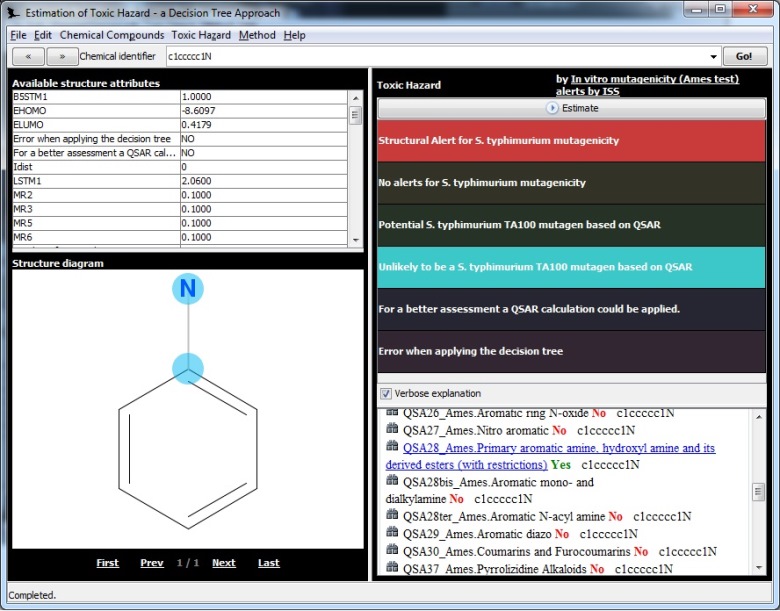 Estimation of Toxic Hazard - a Decision Tree Approach
File Edit Chemical Compounds Toxic Hazard Method Help
« » Chemical identifier c1ccccc1N Go!
Available structure attributes
B5STM1 1.0000
EHOMO -8.6097
ELUMO 0.4179
Error when applying the decision tree NO
For a better assessment a QSAR cal... NO
Idist 0
LSTM1 2.0600
MR2 0.1000
MR3 0.1000
MR5 0.1000
MR6 0.1000
Structure diagram
N
First Prev 1 / 1 Next Last
Toxic Hazard
by In vitro mutagenicity (Ames test)
alerts by ISS
Estimate
Structural Alert for S. typhimurium mutagenicity
No alerts for S. typhimurium mutagenicity
Potential S. typhimurium TA100 mutagen based on QSAR
Unlikely to be a S. typhimurium TA100 mutagen based on QSAR
For a better assessment a QSAR calculation could be applied.
Error when applying the decision tree
Verbose explanation
QSA26_Ames.Aromatic ring N-oxide No c1ccccc1N
QSA27_Ames.Nitro aromatic No c1ccccc1N
QSA28_Ames.Primary aromatic amine, hydroxyl amine and its
derived esters (with restrictions) Yes c1ccccc1N
QSA28bis_Ames.Aromatic mono- and
dialkylamine No c1ccccc1N
QSA28ter_Ames.Aromatic N-acyl amine No c1ccccc1N
QSA29_Ames.Aromatic diazo No c1ccccc1N
QSA30_Ames.Coumarins and Furocoumarins No c1ccccc1N
QSA37_Ames.Pyrrolizidine Alkaloids No c1ccccc1N
Completed.